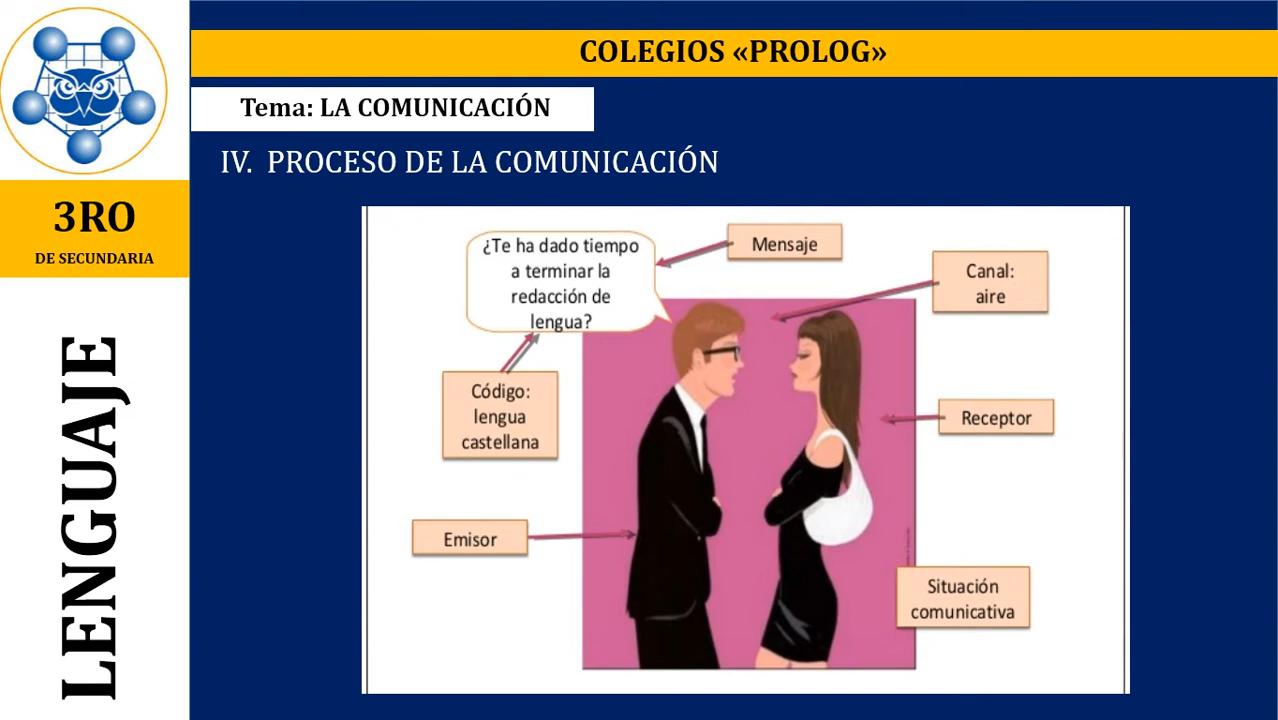 COLEGIOS «PROLOG»
Tema: LA COMUNICACIÓN
IV. PROCESO DE LA COMUNICACIÓN
3RO
DE SECUNDARIA
LENGUAJE
¿Te ha dado tiempo
a terminar la
redacción de
lengua?
Mensaje
Canal:
aire
Código:
lengua
castellana
Receptor
Emisor
Situación
comunicativa